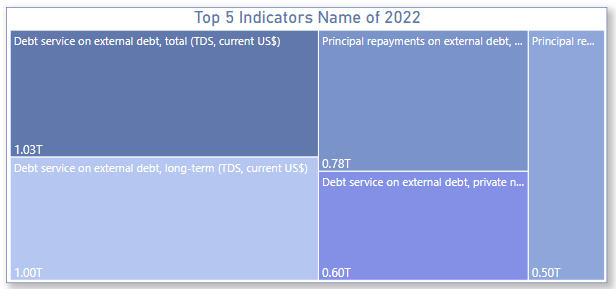 Top 5 Indicators Name of 2022
Debt service on external debt, total (TDS, current US$)
1.03T
Debt service on external debt, long-term (TDS, current US$)
1.00T
Principal repayments on external debt, ...
0.78T
Debt service on external debt, private n...
0.60T
Principal re...
0.50T